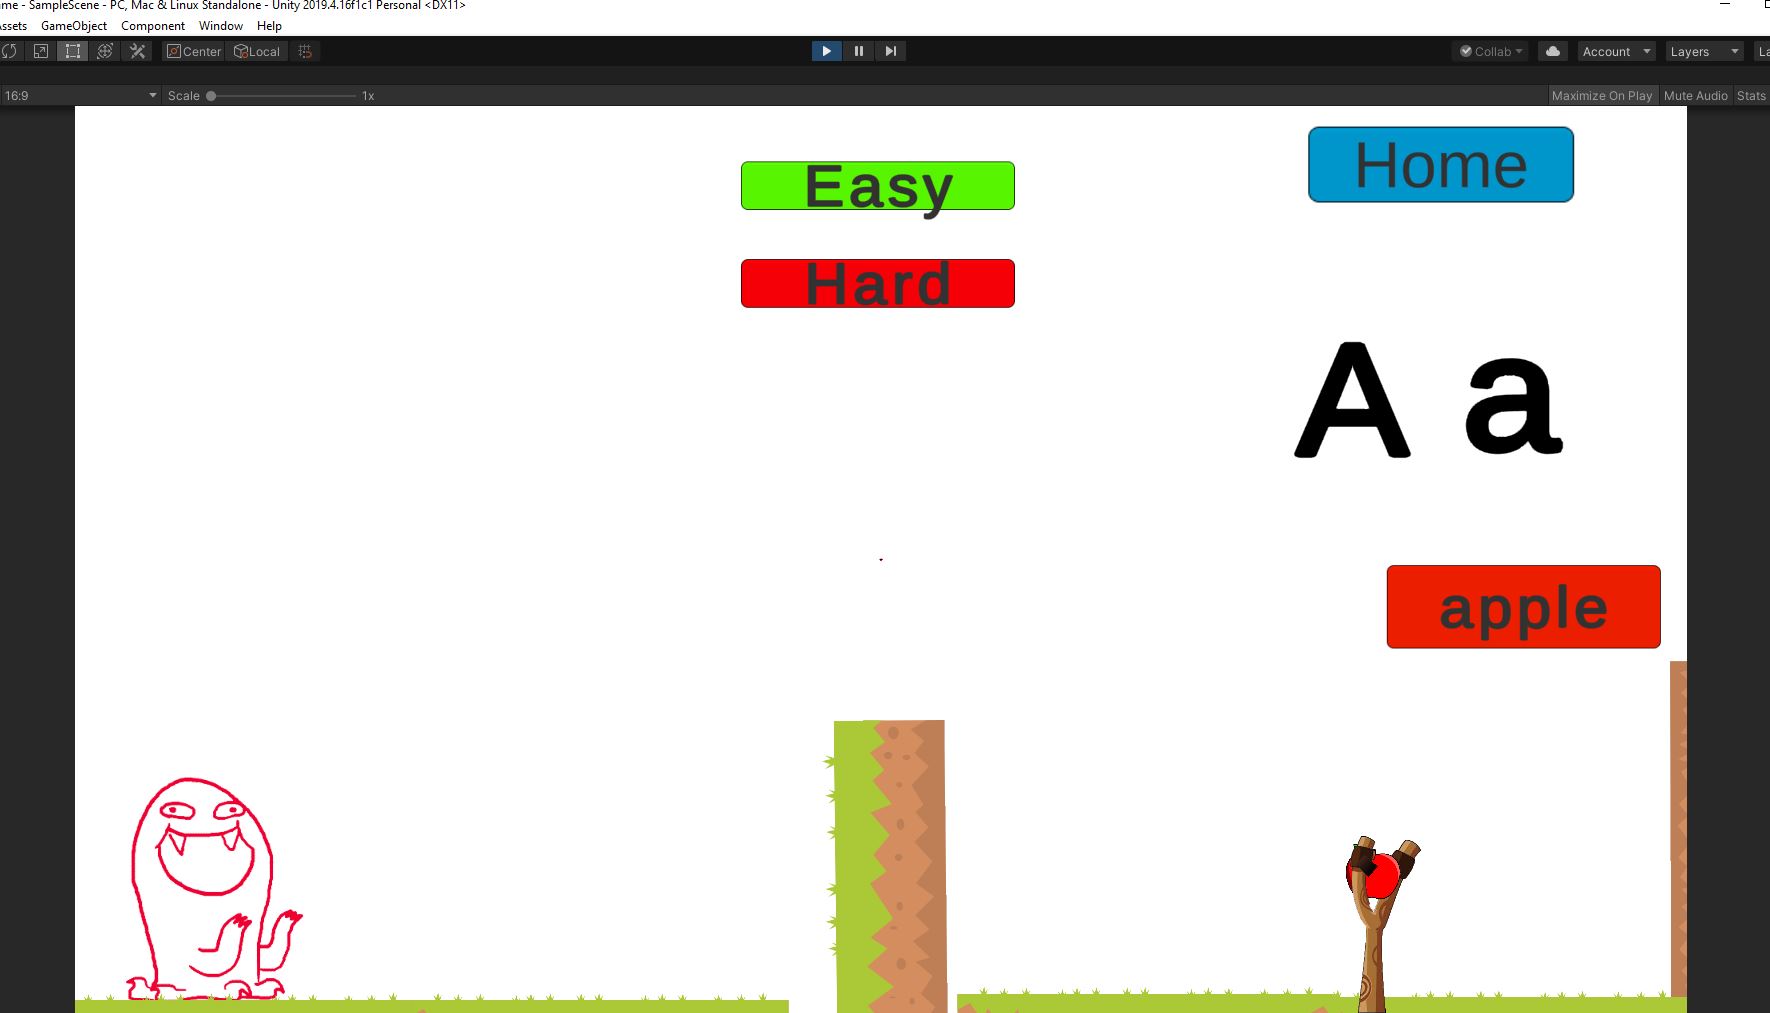 me - SampleScene - PC, Mac & Linux Standalone - Unity 2019.4.16f1c1 Personal <DX11>
Assets GameObject Component Window Help
Center Local Collab Account Layers La
16:9 Scale 1x Maximize On Play Mute Audio Stats
Home
Easy
Hard
A a
apple